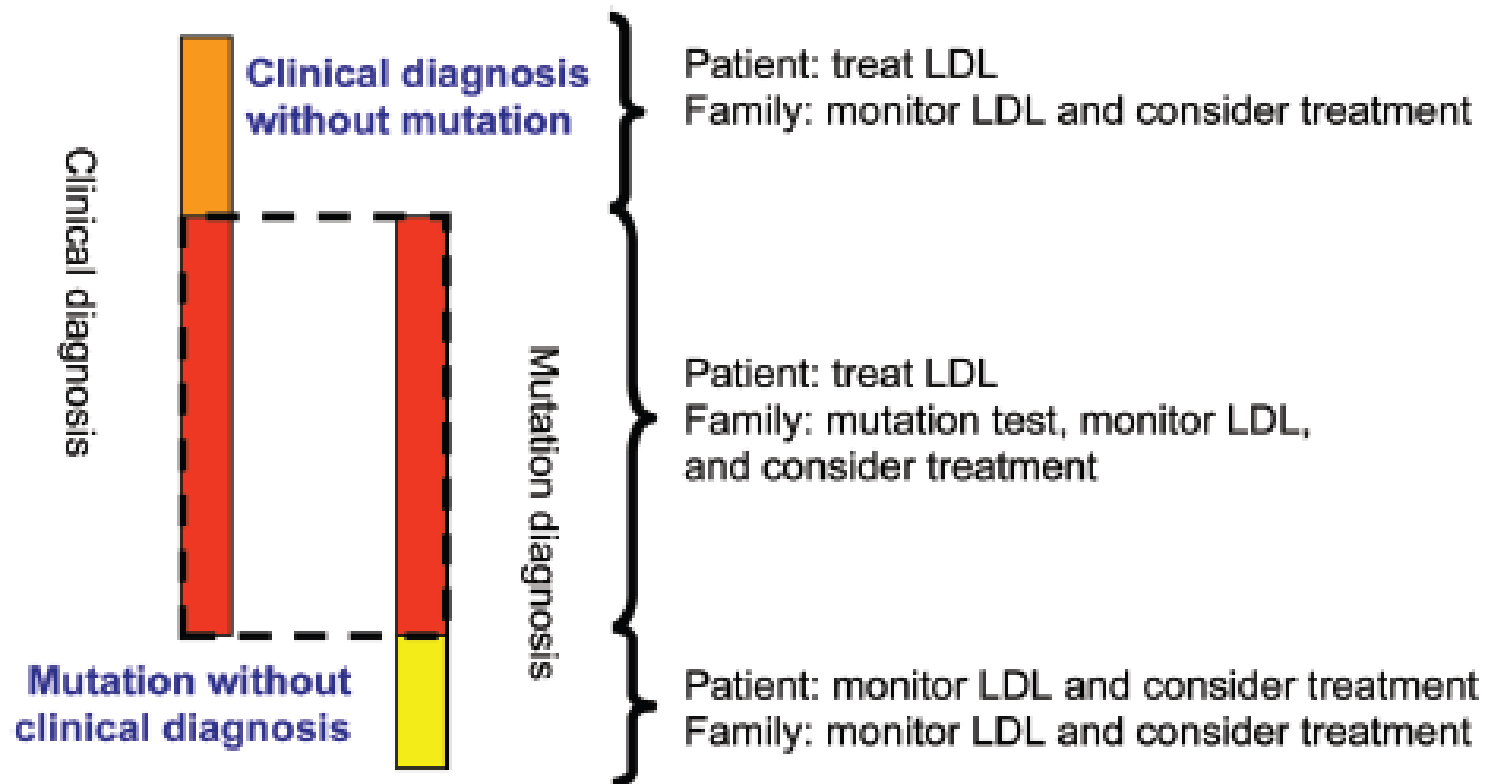 Clinical diagnosis
without mutation
Patient: treat LDL
Family: monitor LDL and consider treatment
Clinical diagnosis
Mutation diagnosis
Patient: treat LDL
Family: mutation test, monitor LDL,
and consider treatment
Mutation without
clinical diagnosis
Patient: monitor LDL and consider treatment
Family: monitor LDL and consider treatment